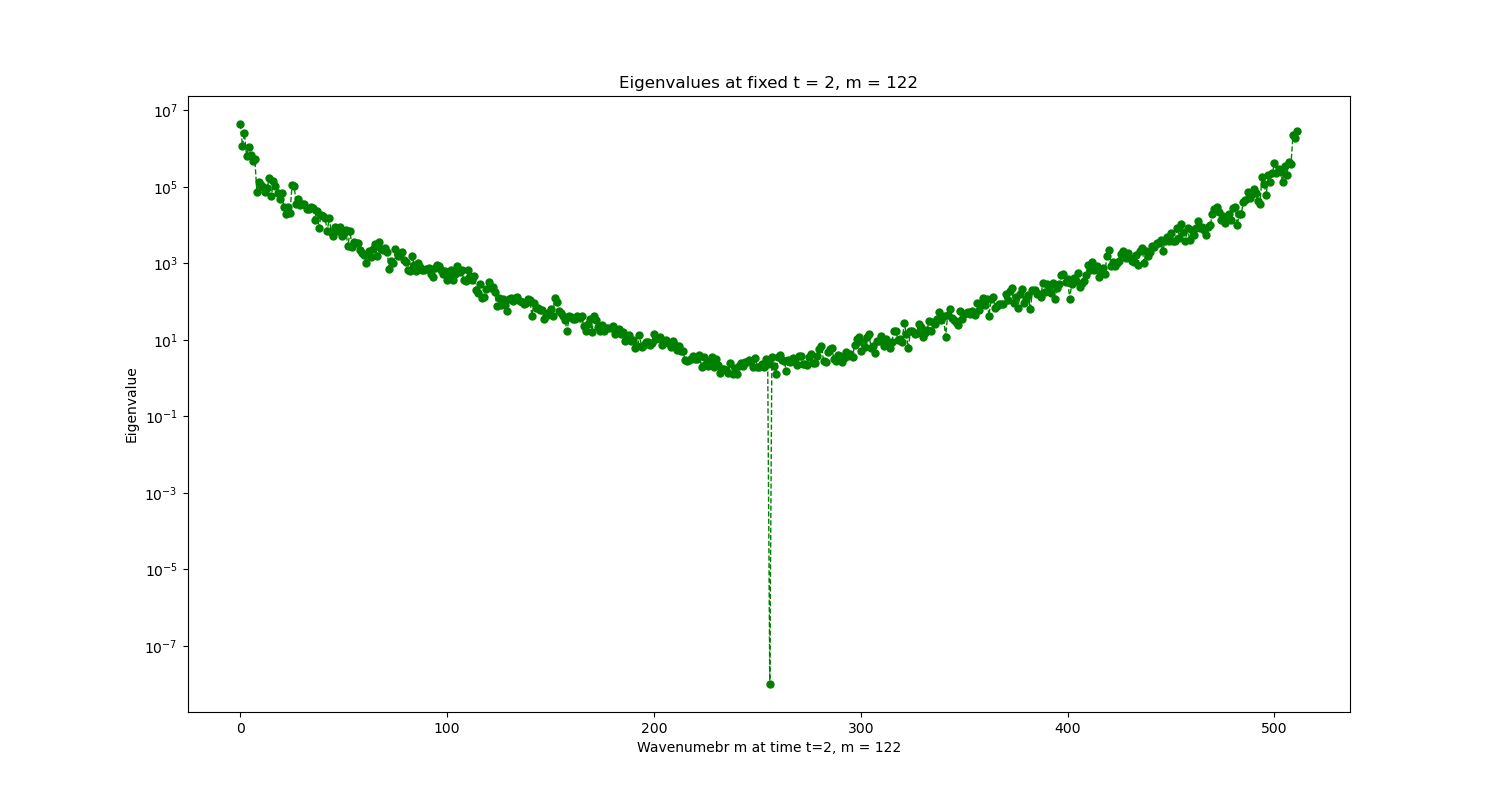 Eigenvalues at fixed t = 2, m = 122
10^7
10^5
10^3
10^1
10^-1
10^-3
10^-5
10^-7
Eigenvalue
0 100 200 300 400 500
Wavenumebr m at time t=2, m = 122